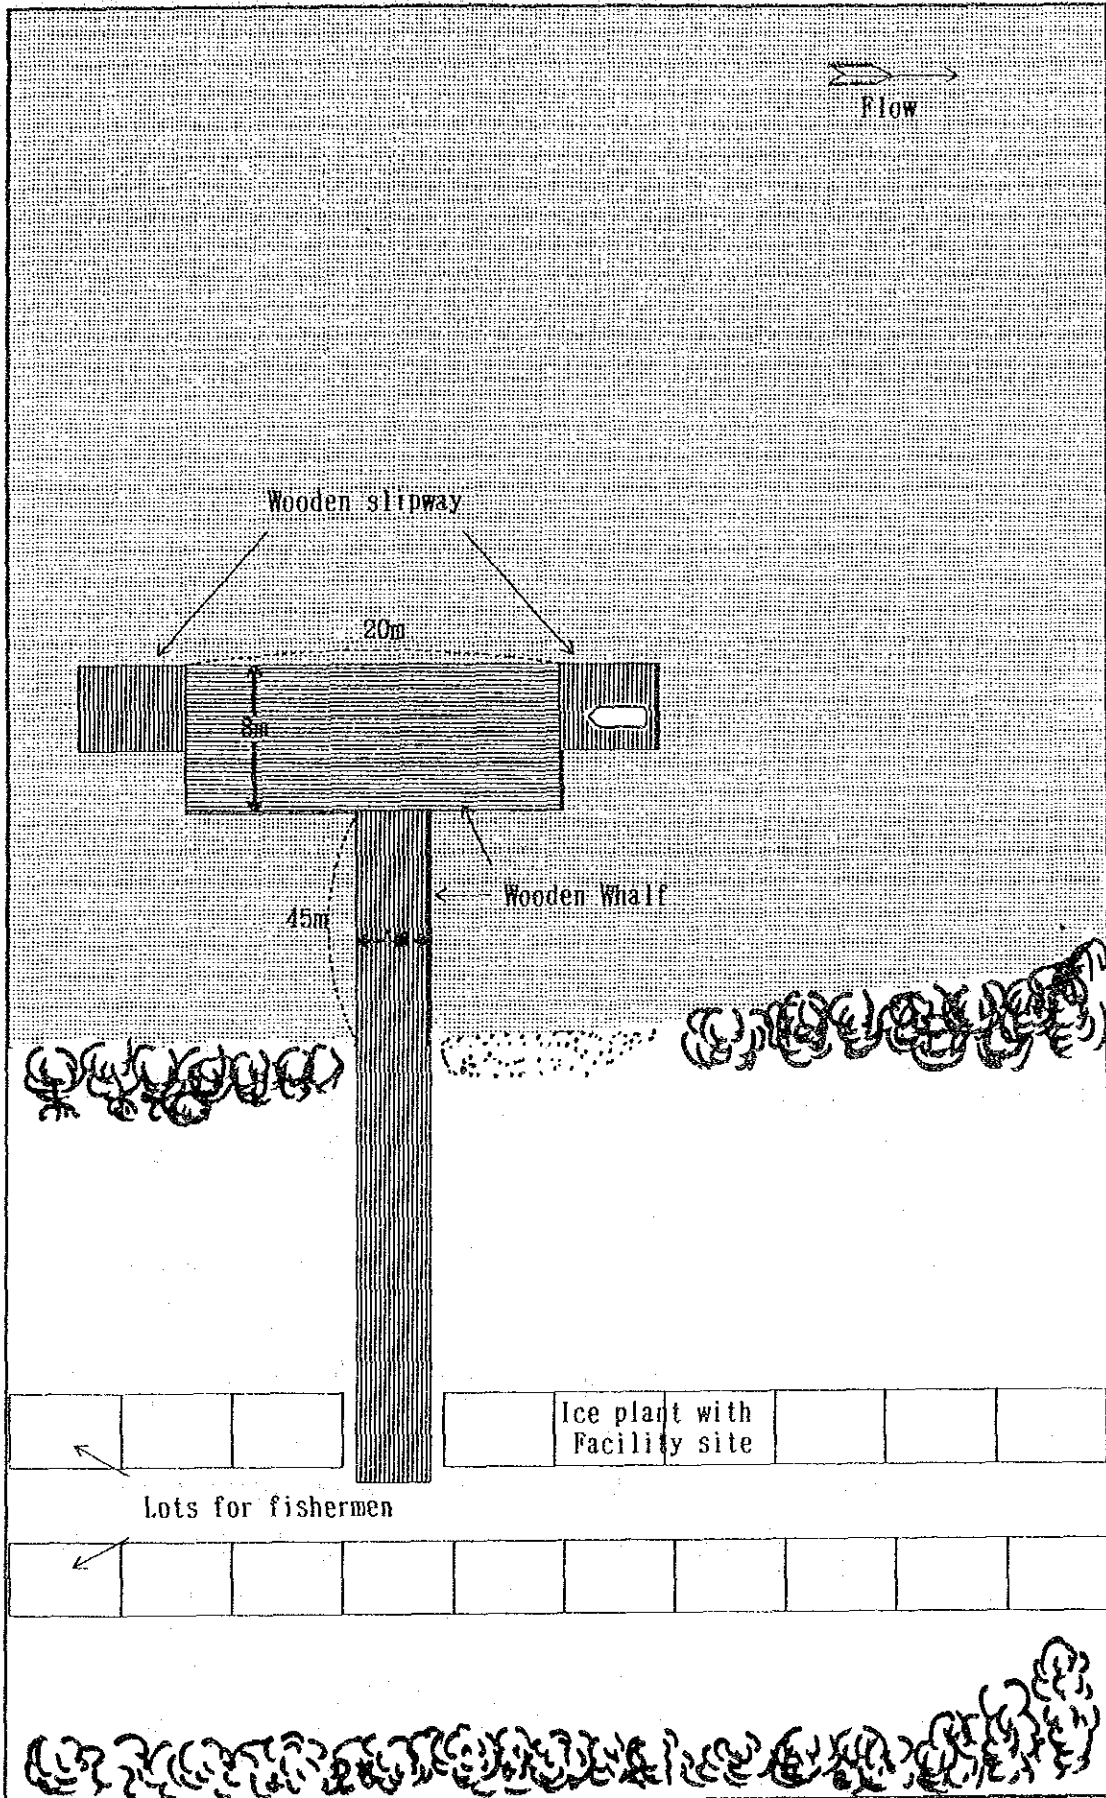 Flow
Wooden slipway
20m
8m
Wooden Whalf
45m
Ice plant with
Facility site
Lots for fishermen